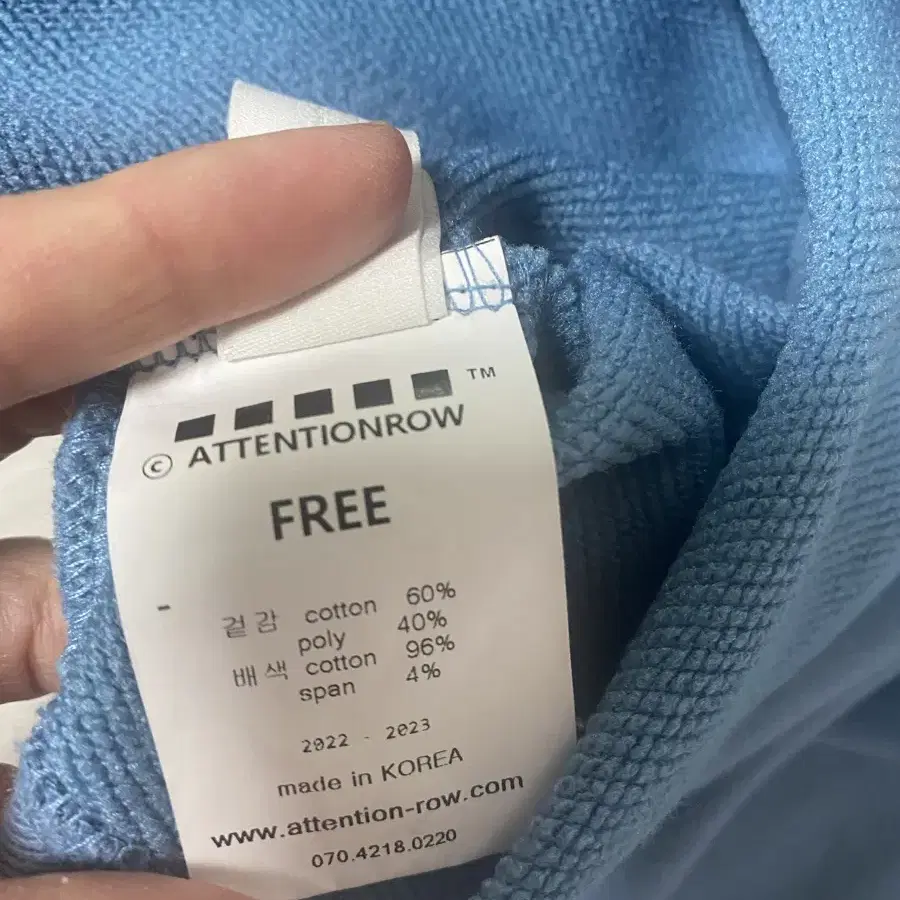 TM
© ATTENTIONROW
FREE
-
겉감 cotton 60%
poly 40%
배색 cotton 96%
span 4%
2022 - 2023
made in KOREA
www.attention-row.com
070.4218.0220